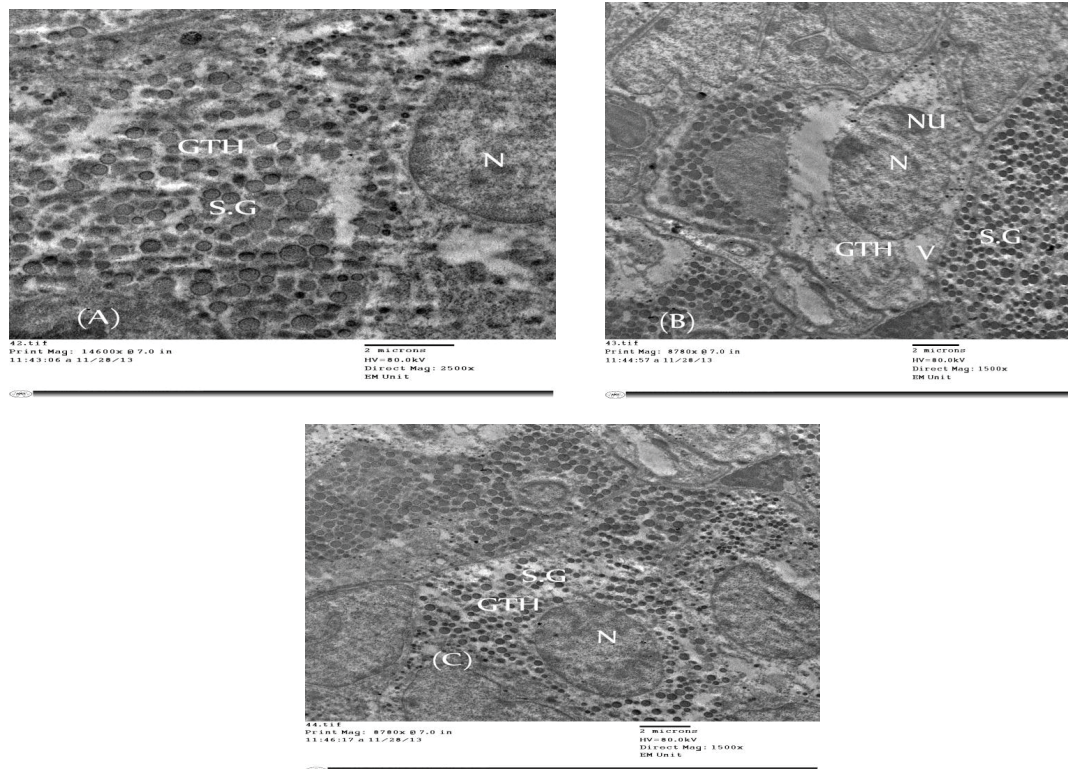 GTH
N
S.G
(A)
42.tif
Print Mag: 14600x @ 7.0 in
11:43:06 a 11/28/13
2 microns
HV=80.0kV
Direct Mag: 2500x
EM Unit
NU
N
S.G
GTH V
(B)
43.tif
Print Mag: 8780x @ 7.0 in
11:44:57 a 11/28/13
2 microns
HV=80.0kV
Direct Mag: 1500x
EM Unit
S.G
GTH
N
(C)
44.tif
Print Mag: 8780x @ 7.0 in
11:46:17 a 11/28/13
2 microns
HV=80.0kV
Direct Mag: 1500x
EM Unit